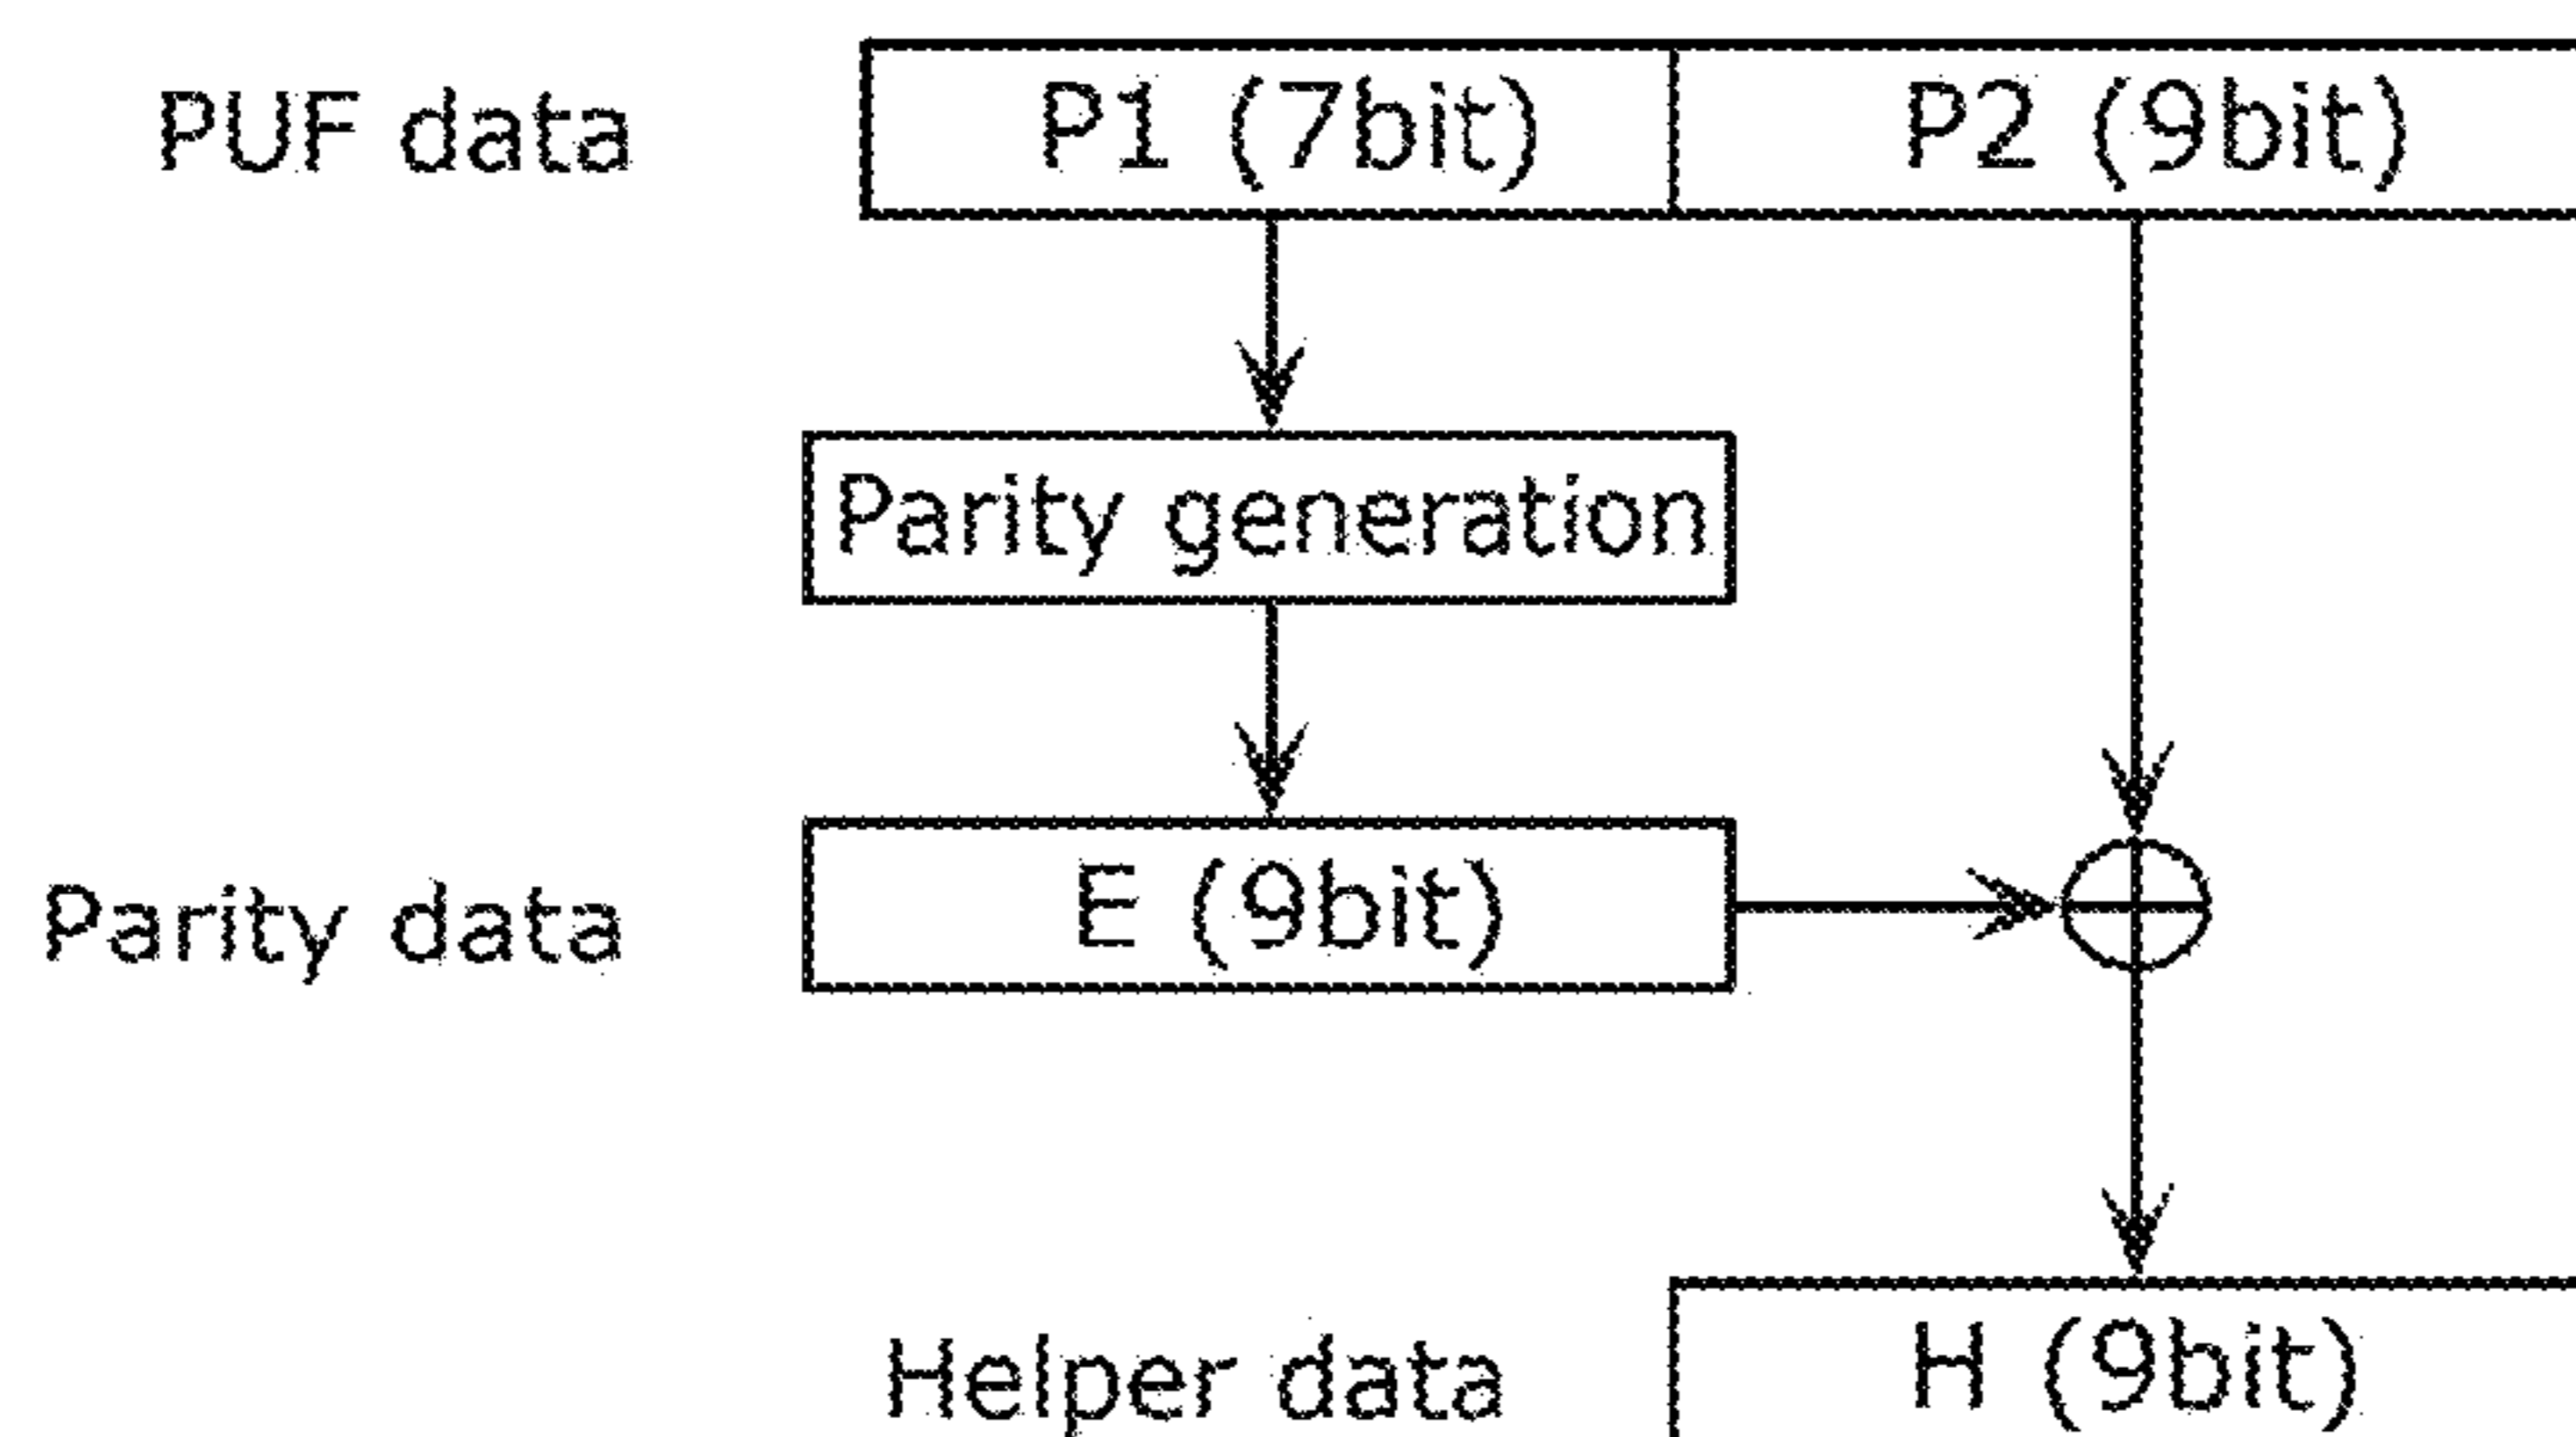 PUF data P1 (7bit) P2 (9bit)
Parity generation
Parity data E (9bit)
Helper data H (9bit)